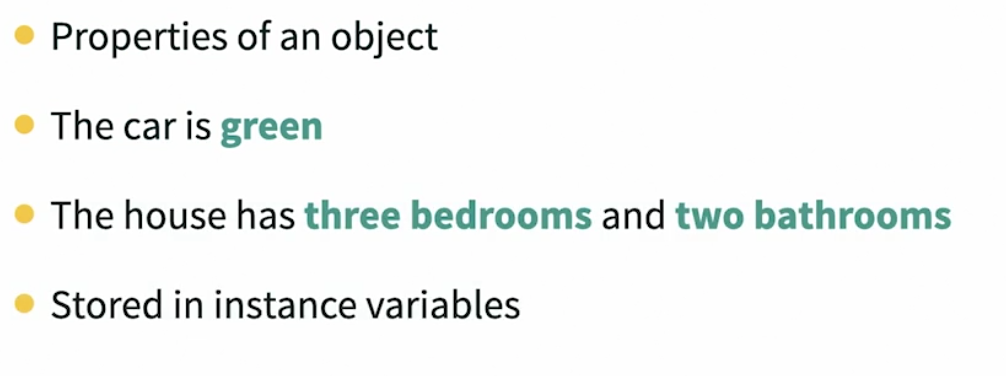 Properties of an object
The car is green
The house has three bedrooms and two bathrooms
Stored in instance variables